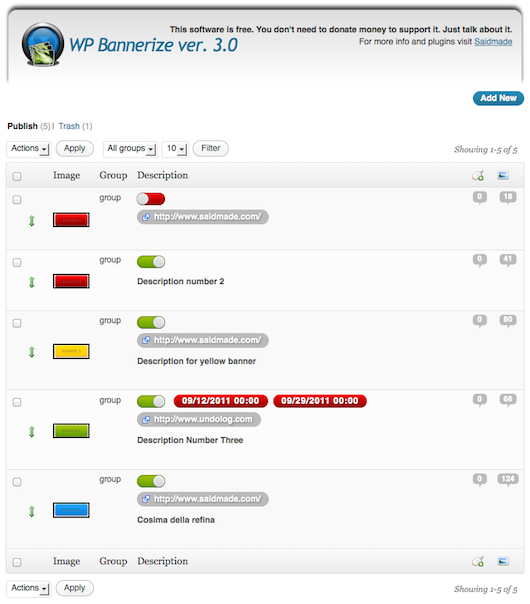 This software is free. You don't need to donate money to support it. Just talk about it.
WP Bannerize ver. 3.0
For more info and plugins visit Saidmade
Add New
Publish (5) | Trash (1)
Actions Apply All groups 10 Filter Showing 1-5 of 5
Image Group Description
group 0 18
http://www.saidmade.com/
group 0 41
Description number 2
group 0 80
http://www.saidmade.com/
Description for yellow banner
group 09/12/2011 00:00 09/29/2011 00:00 0 66
http://www.undolog.com
Description Number Three
group 0 124
http://www.saidmade.com/
Cosima della refina
Image Group Description
Actions Apply Showing 1-5 of 5